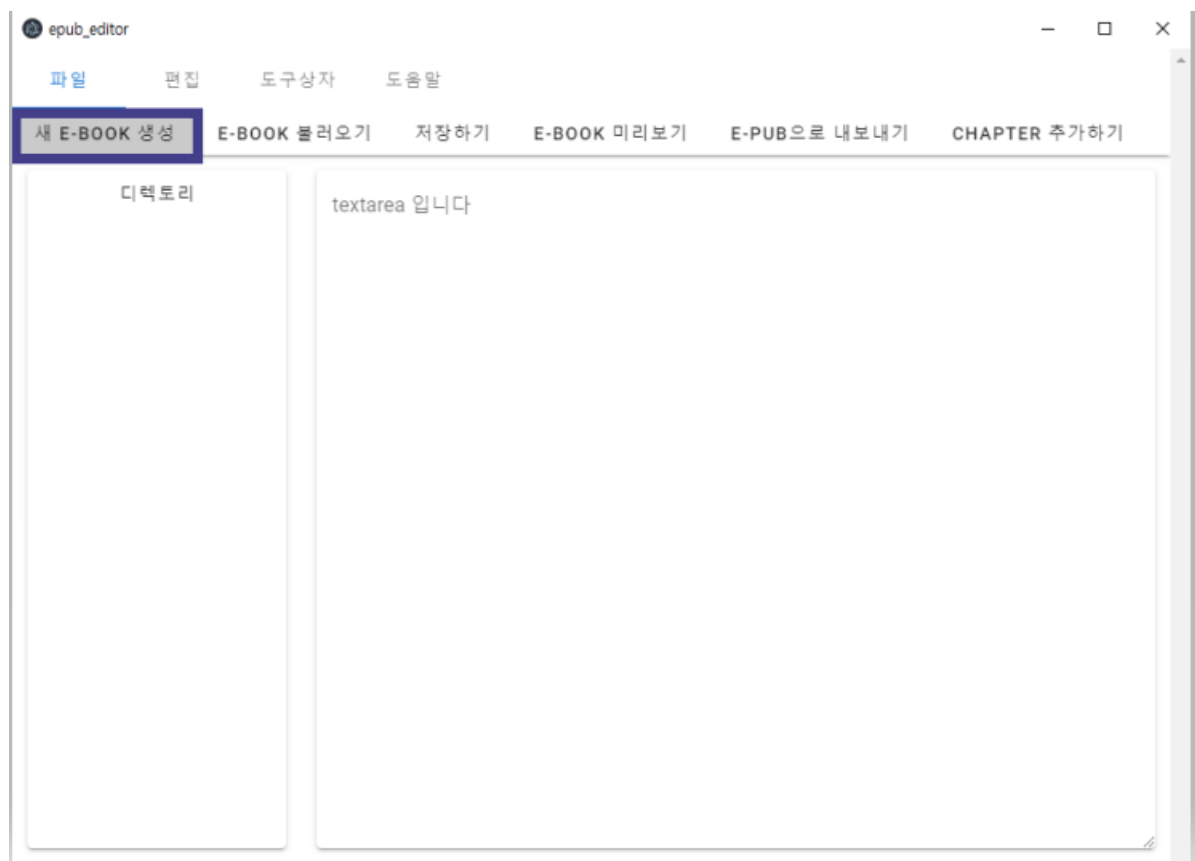 epub_editor
파일 편집 도구상자 도움말
새 E-BOOK 생성 E-BOOK 불러오기 저장하기 E-BOOK 미리보기 E-PUB으로 내보내기 CHAPTER 추가하기
디렉토리
textarea 입니다